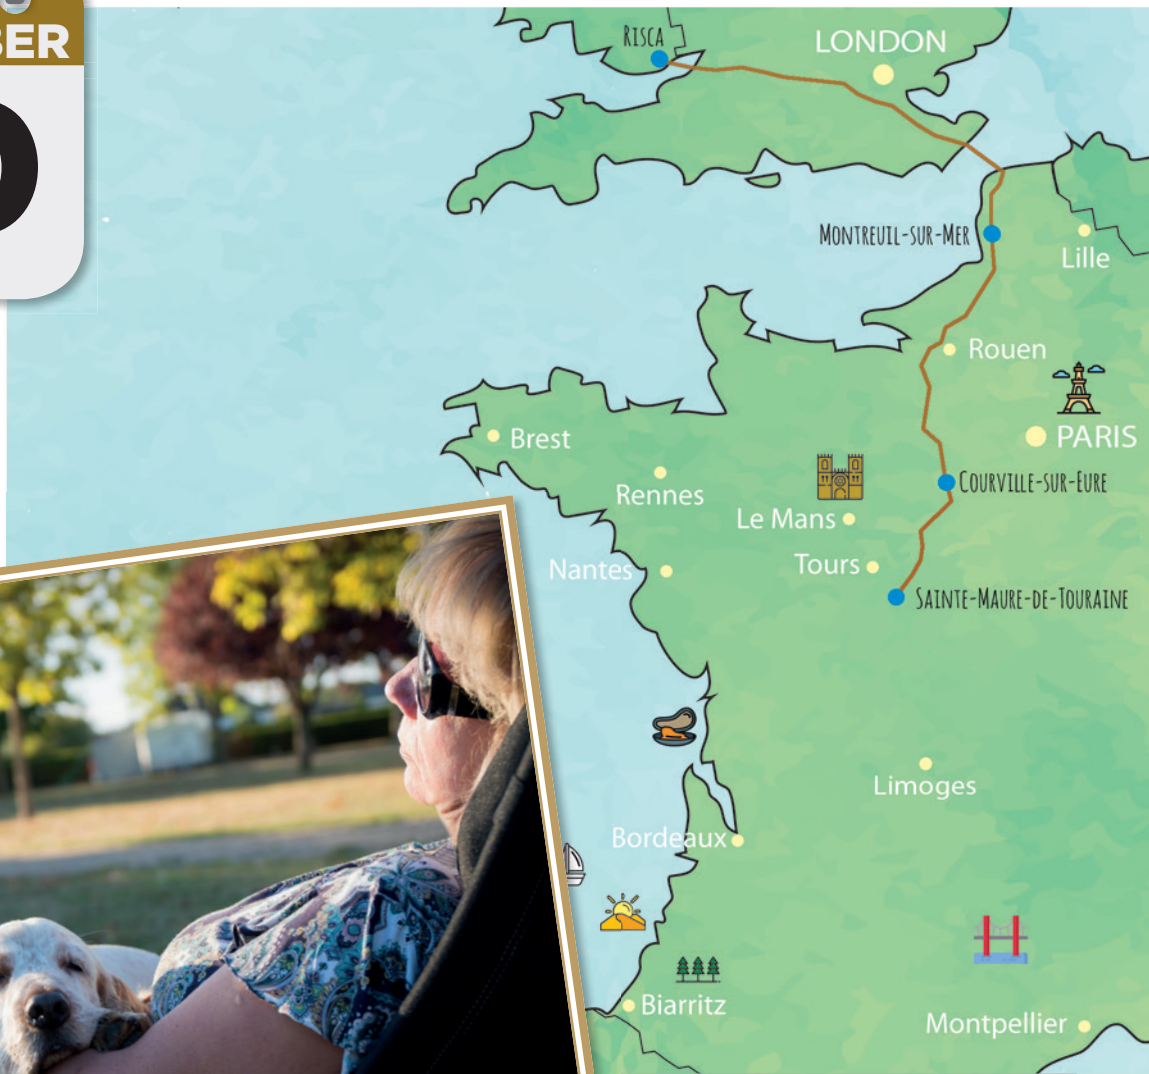 RISCA
LONDON
MONTREUIL-SUR-MER
Lille
Rouen
PARIS
Brest
COURVILLE-SUR-EURE
Rennes
Le Mans
Tours
Nantes
SAINTE-MAURE-DE-TOURAINE
Limoges
Bordeaux
Biarritz
Montpellier